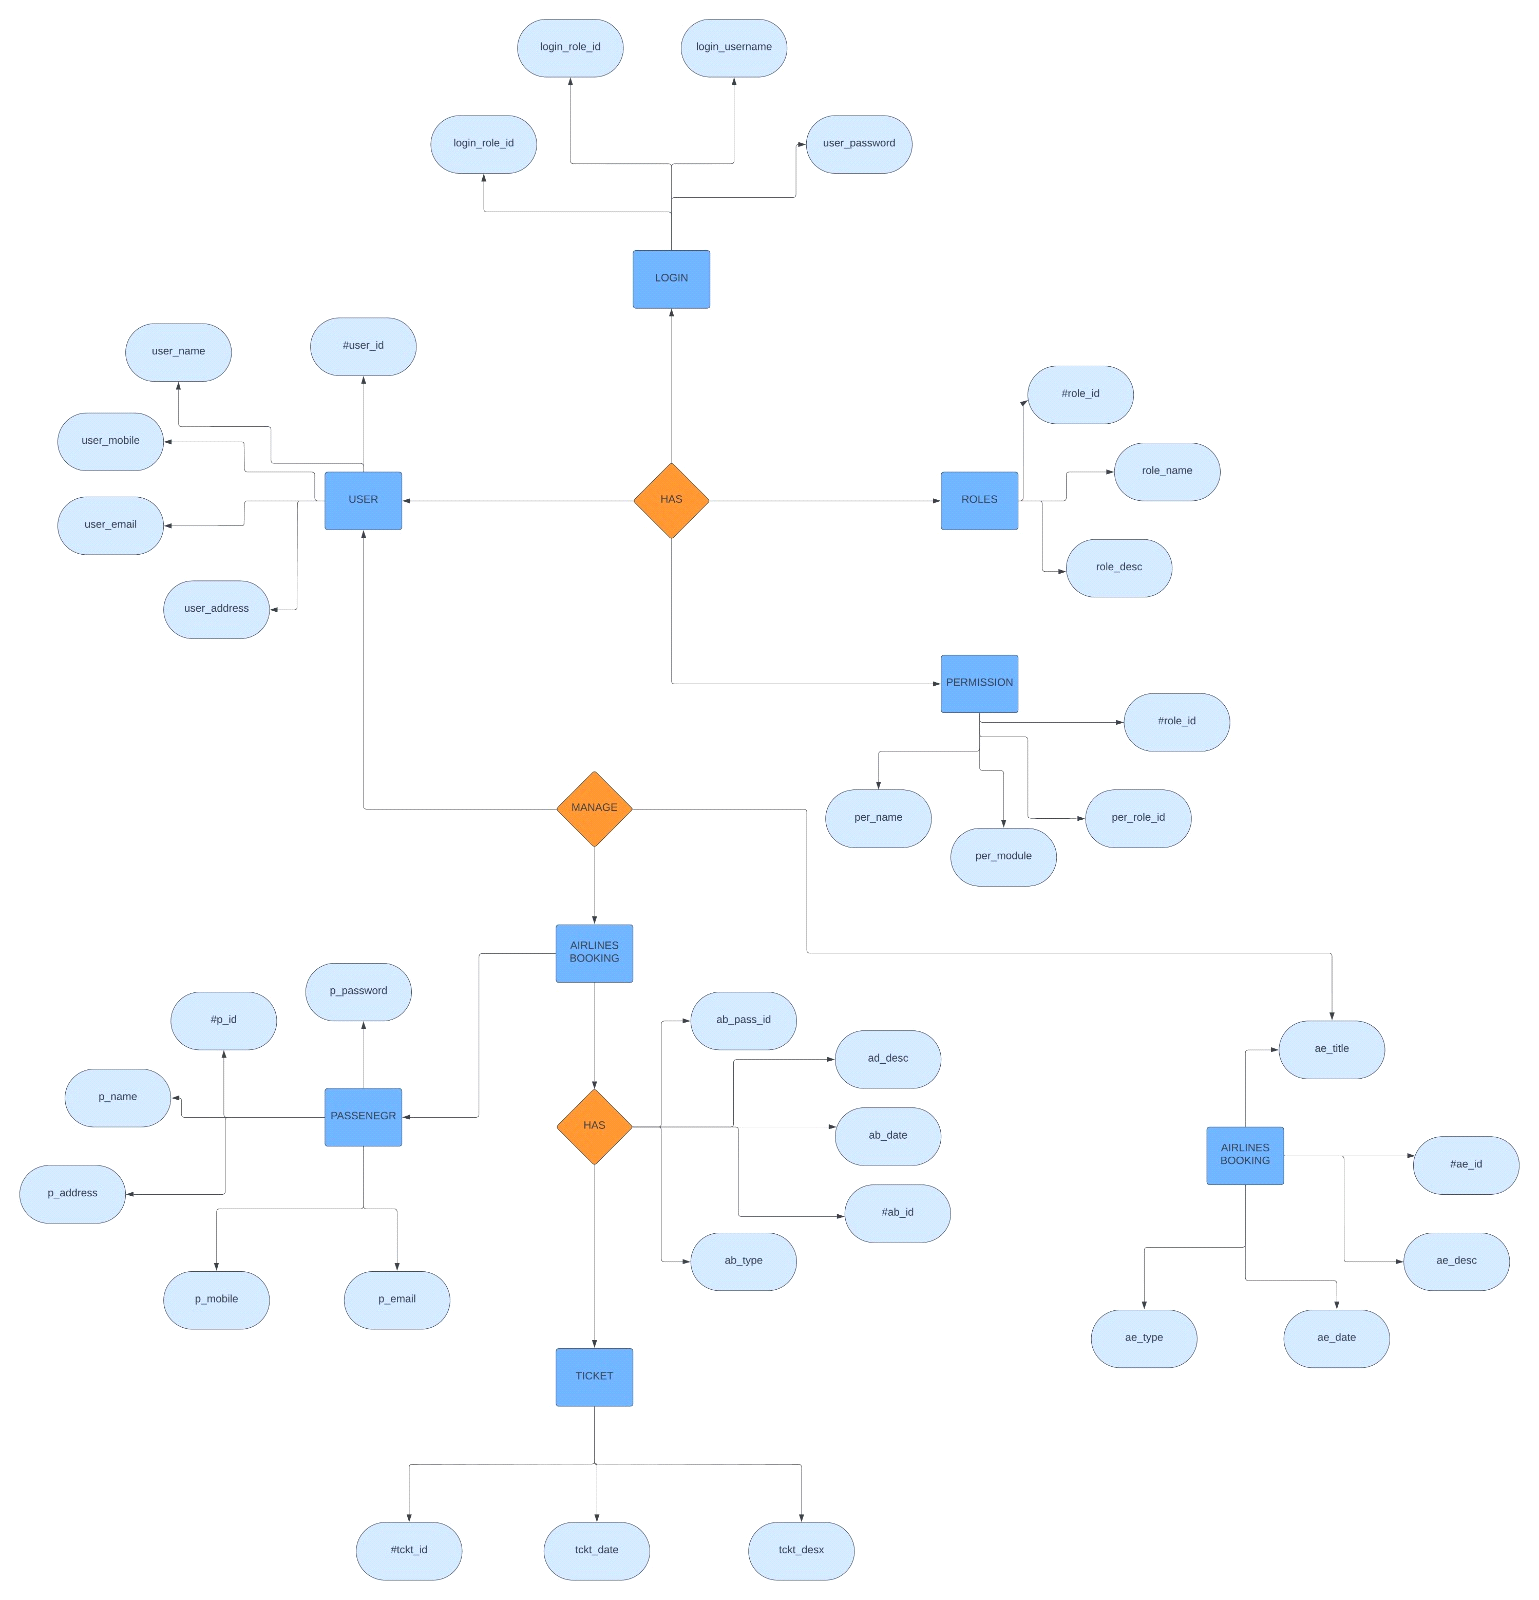 login_role_id
login_username
login_role_id
user_password
LOGIN
user_name
#user_id
#role_id
user_mobile
role_name
USER
HAS
ROLES
user_email
role_desc
user_address
PERMISSION
#role_id
MANAGE
per_name
per_role_id
per_module
AIRLINES
BOOKING
p_password
#p_id
ab_pass_id
ad_desc
ae_title
p_name
PASSENEGR
HAS
ab_date
AIRLINES
BOOKING
#ae_id
p_address
#ab_id
ab_type
ae_desc
p_mobile
p_email
ae_type
ae_date
TICKET
#tckt_id
tckt_date
tckt_desx